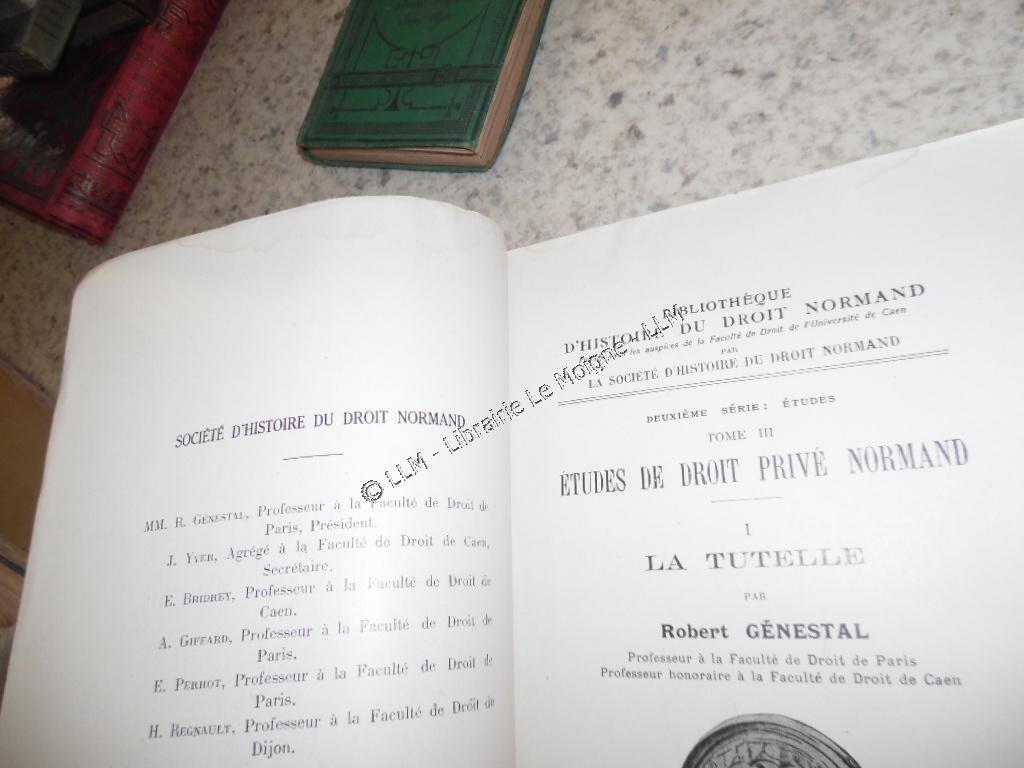 SOCIÉTÉ D'HISTOIRE DU DROIT NORMAND
MM. R. GÉNESTAL, Professeur à la Faculté de Droit de
Paris, Président.
J. YVER, Agrégé à la Faculté de Droit de Caen,
Secrétaire.
E. BRIDREY, Professeur à la Faculté de Droit de
Caen.
A. GIFFARD, Professeur à la Faculté de Droit de
Paris.
E. PERROT, Professeur à la Faculté de Droit de
Paris.
H. REGNAULT, Professeur à la Faculté de Droit de
Dijon.
BIBLIOTHÈQUE
D'HISTOIRE DU DROIT NORMAND
les auspices de la Faculté de Droit de l'Université de Caen
PAR
LA SOCIÉTÉ D'HISTOIRE DU DROIT NORMAND
DEUXIÈME SÉRIE : ÉTUDES
TOME III
ÉTUDES DE DROIT PRIVÉ NORMAND
I
LA TUTELLE
PAR
Robert GÉNESTAL
Professeur à la Faculté de Droit de Paris
Professeur honoraire à la Faculté de Droit de Caen
© LLM - Librairie Le Moigne - LLM